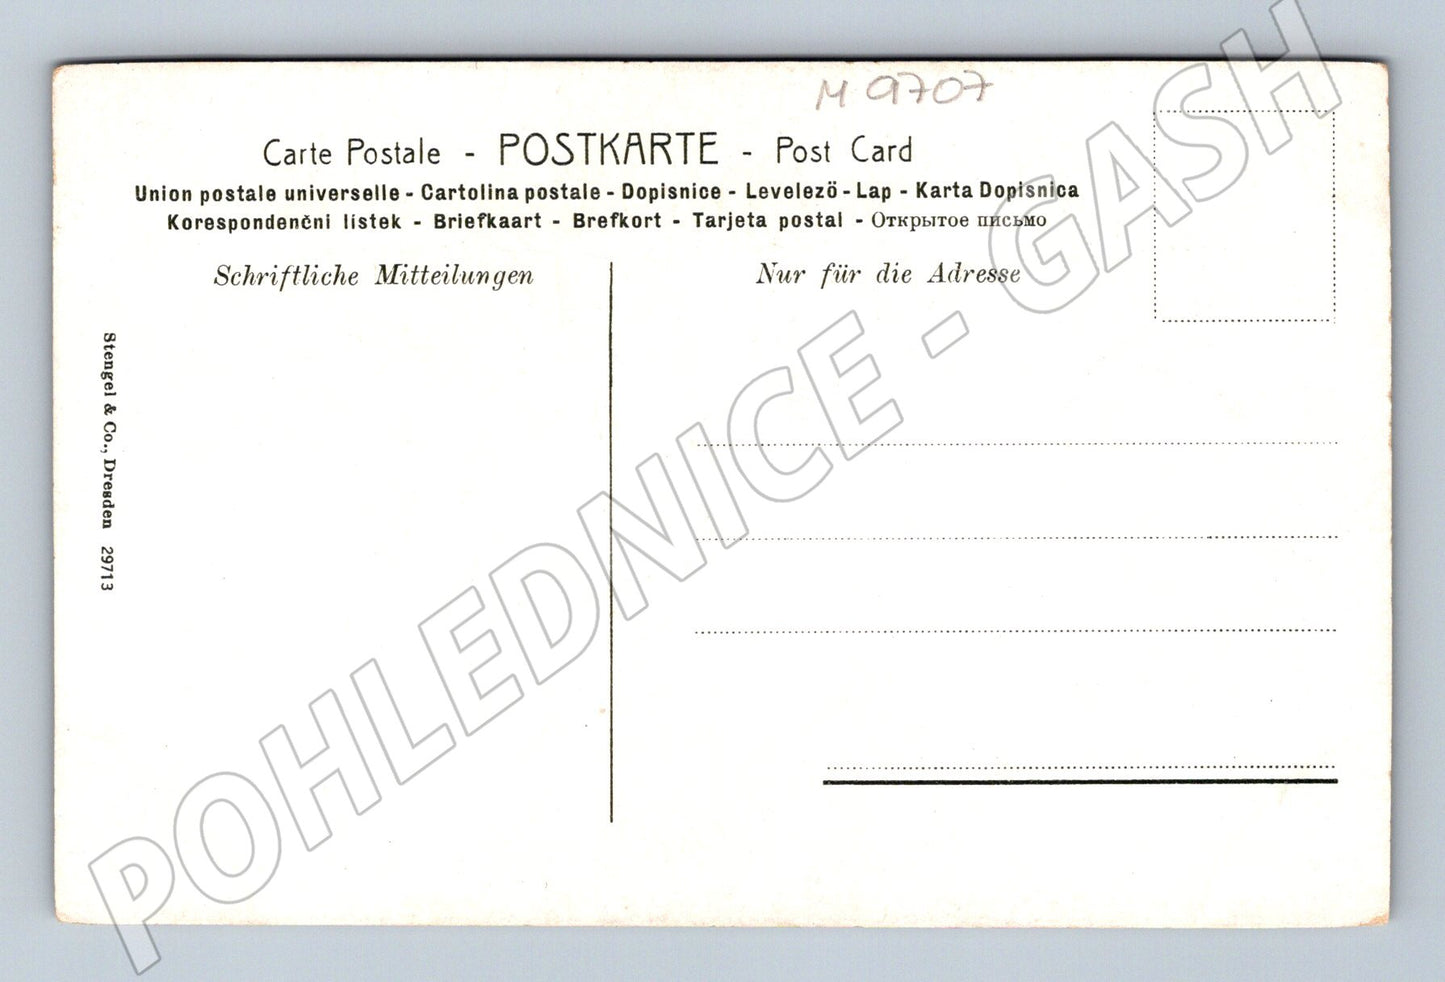 M 9707
Carte Postale - POSTKARTE - Post Card
Union postale universelle - Cartolina postale - Dopisnice - Levelezö - Lap - Karta Dopisnica
Korespondenčni listek - Briefkaart - Brefkort - Tarjeta postal - Открытое письмо
Schriftliche Mitteilungen
Nur für die Adresse
Stengel & Co., Dresden 29713
POHLEDNICE - GASH